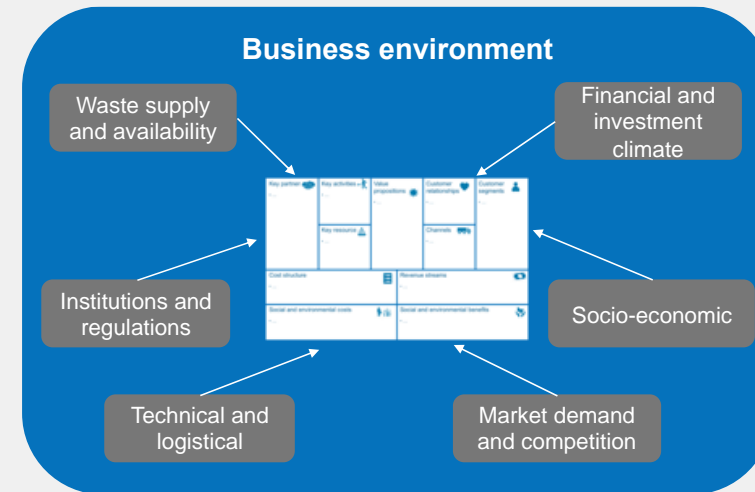 Business environment
Waste supply
and availability
Financial and
investment
climate
Key partner
Key activities
Value
propositions
Customer
relationships
Customer
segments
Key resource
Channels
Cost structure
Revenue streams
Social and environmental costs
Social and environmental benefits
Institutions and
regulations
Socio-economic
Technical and
logistical
Market demand
and competition